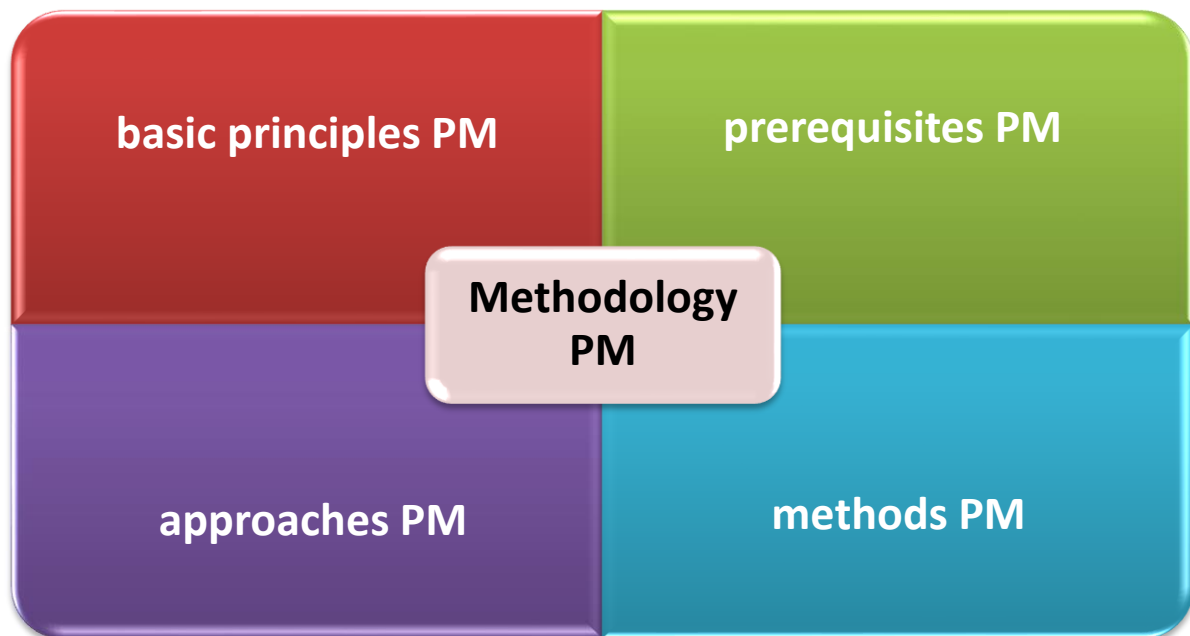 basic principles PM
prerequisites PM
Methodology
PM
approaches PM
methods PM